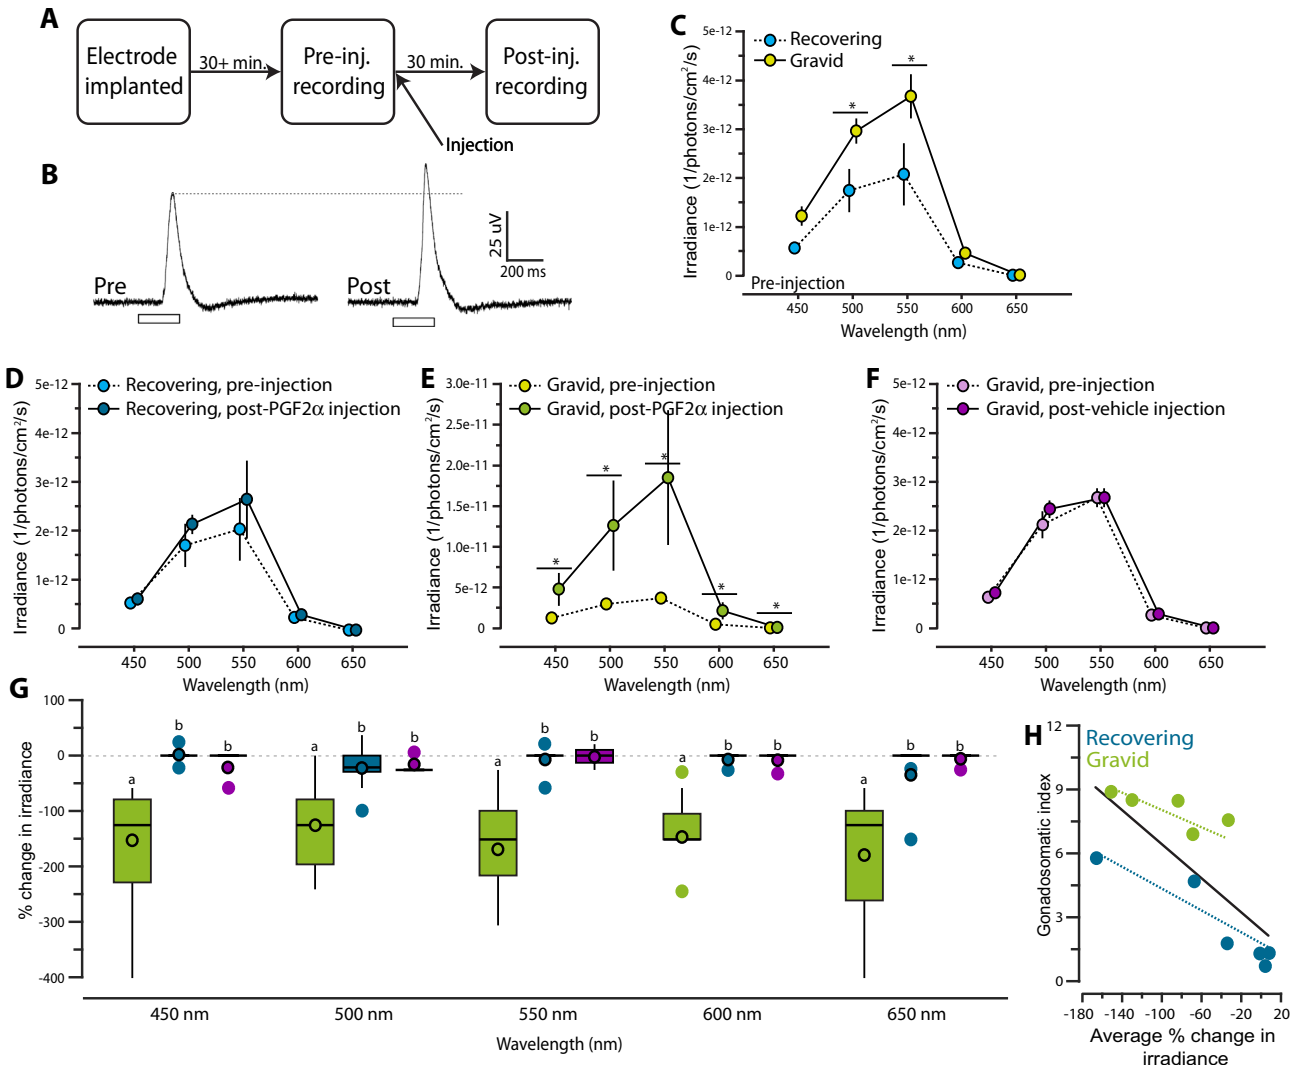 A
Electrode
implanted
30+ min.
Pre-inj.
recording
30 min.
Post-inj.
recording
Injection
B
Pre
Post
25 uV
200 ms
C
Recovering
Gravid
Irradiance (1/photons/cm²/s)
5e-12
4e-12
3e-12
2e-12
1e-12
0
*
*
Pre-injection
450
500
550
600
650
Wavelength (nm)
D
Recovering, pre-injection
Recovering, post-PGF2α injection
Irradiance (1/photons/cm²/s)
5e-12
4e-12
3e-12
2e-12
1e-12
0
450
500
550
600
650
Wavelength (nm)
E
Gravid, pre-injection
Gravid, post-PGF2α injection
Irradiance (1/photons/cm²/s)
3.0e-11
2.5e-11
2.0e-11
1.5e-11
1.0e-11
5e-12
0
*
*
*
*
*
450
500
550
600
650
Wavelength (nm)
F
Gravid, pre-injection
Gravid, post-vehicle injection
Irradiance (1/photons/cm²/s)
5e-12
4e-12
3e-12
2e-12
1e-12
0
450
500
550
600
650
Wavelength (nm)
G
% change in irradiance
100
0
-100
-200
-300
-400
a
b
b
a
b
b
a
b
b
a
b
b
a
b
b
450 nm
500 nm
550 nm
600 nm
650 nm
Wavelength (nm)
H
Recovering
Gravid
Gonadosomatic index
12
9
6
3
0
-180
-140
-100
-60
-20
20
Average % change in
irradiance